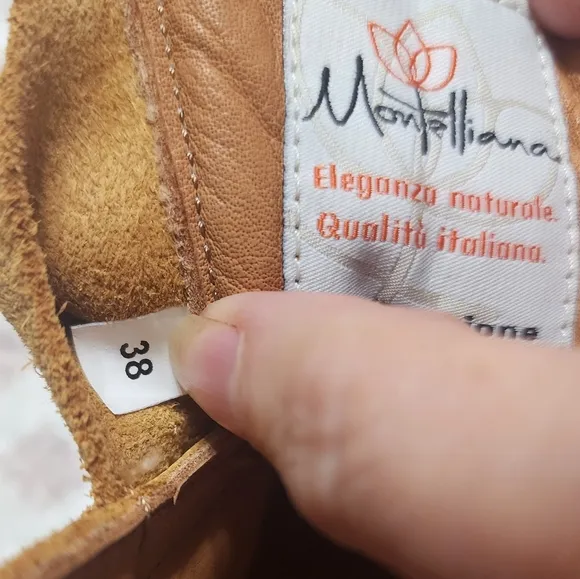 Montelliana
Eleganza naturale.
Qualità italiana.
38